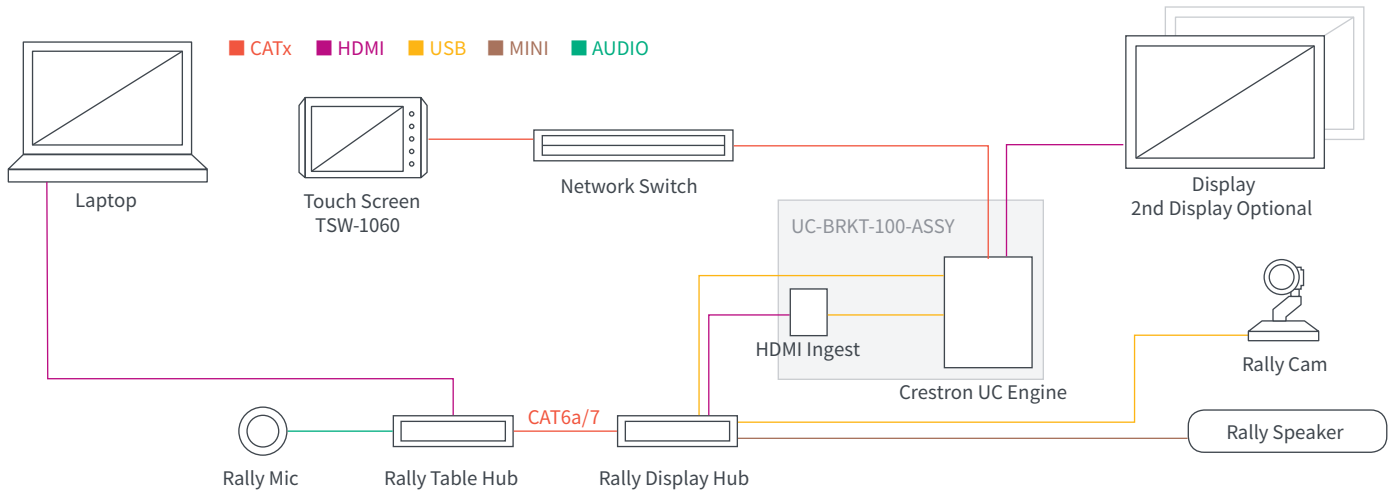 CATx
HDMI
USB
MINI
AUDIO
Laptop
Touch Screen
TSW-1060
Network Switch
Display
2nd Display Optional
UC-BRKT-100-ASSY
HDMI Ingest
Crestron UC Engine
Rally Cam
CAT6a/7
Rally Mic
Rally Table Hub
Rally Display Hub
Rally Speaker